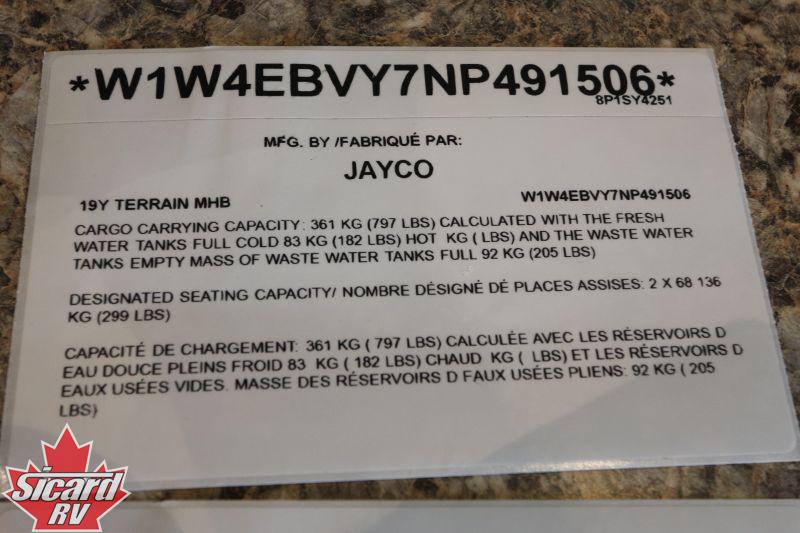 *W1W4EBVY7NP491506*
8P1SY4251
MFG. BY /FABRIQUÉ PAR:
JAYCO
19Y TERRAIN MHB W1W4EBVY7NP491506
CARGO CARRYING CAPACITY: 361 KG (797 LBS) CALCULATED WITH THE FRESH
WATER TANKS FULL COLD 83 KG (182 LBS) HOT KG ( LBS) AND THE WASTE WATER
TANKS EMPTY MASS OF WASTE WATER TANKS FULL 92 KG (205 LBS)
DESIGNATED SEATING CAPACITY/ NOMBRE DÉSIGNÉ DÉ PLACES ASSISES: 2 X 68 136
KG (299 LBS)
CAPACITÉ DE CHARGEMENT: 361 KG ( 797 LBS) CALCULÉE AVEC LES RÉSERVOIRS D
EAU DOUCE PLEINS FROID 83 KG ( 182 LBS) CHAUD KG ( LBS) ET LES RÉSERVOIRS D
EAUX USÉES VIDES. MASSE DES RÉSERVOIRS D FAUX USÉES PLIENS: 92 KG ( 205
LBS)
Sicard
RV